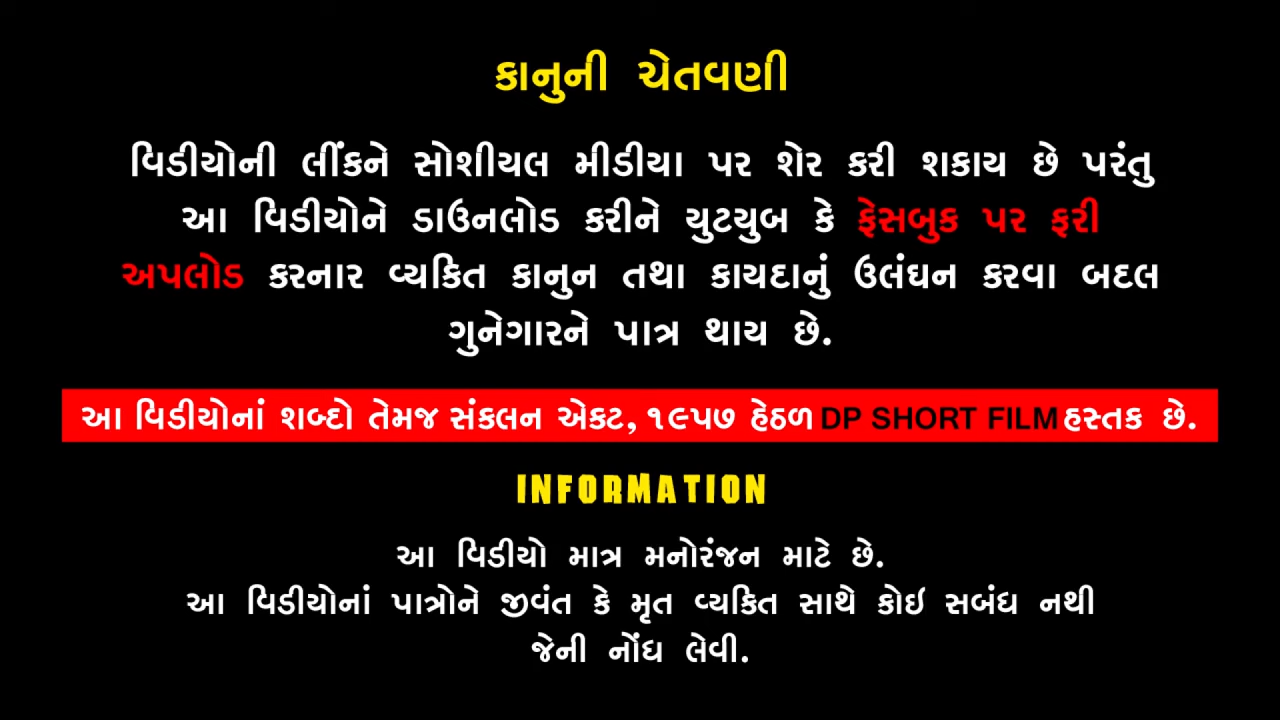 કાનુની ચેતવણી
વિડીયોની લીંકને સોશીયલ મીડીયા પર શેર કરી શકાય છે પરંતુ
આ વિડીયોને ડાઉનલોડ કરીને યુટયુબ કે ફેસબુક પર ફરી
અપલોડ કરનાર વ્યકિત કાનુન તથા કાયદાનું ઉલંઘન કરવા બદલ
ગુનેગારને પાત્ર થાય છે.
આ વિડીયોનાં શબ્દો તેમજ સંકલન એકટ, ૧૯૫૭ હેઠળ DP SHORT FILM હસ્તક છે.
INFORMATION
આ વિડીયો માત્ર મનોરંજન માટે છે.
આ વિડીયોનાં પાત્રોને જીવંત કે મૃત વ્યકિત સાથે કોઇ સબંધ નથી
જેની નોંધ લેવી.